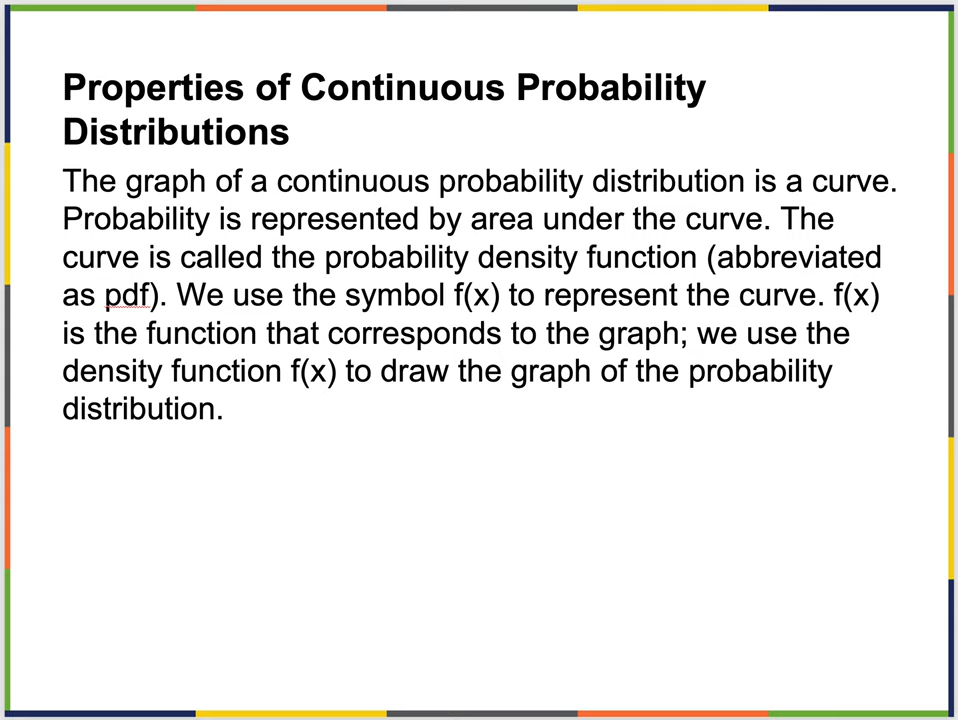 Properties of Continuous Probability
Distributions
The graph of a continuous probability distribution is a curve.
Probability is represented by area under the curve. The
curve is called the probability density function (abbreviated
as pdf). We use the symbol f(x) to represent the curve. f(x)
is the function that corresponds to the graph; we use the
density function f(x) to draw the graph of the probability
distribution.